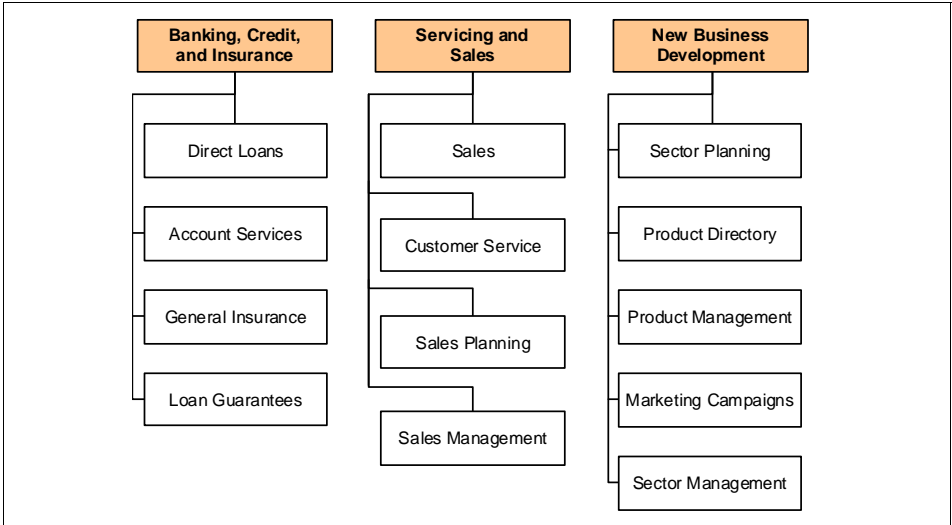 Banking, Credit,
and Insurance
Direct Loans
Account Services
General Insurance
Loan Guarantees
Servicing and
Sales
Sales
Customer Service
Sales Planning
Sales Management
New Business
Development
Sector Planning
Product Directory
Product Management
Marketing Campaigns
Sector Management